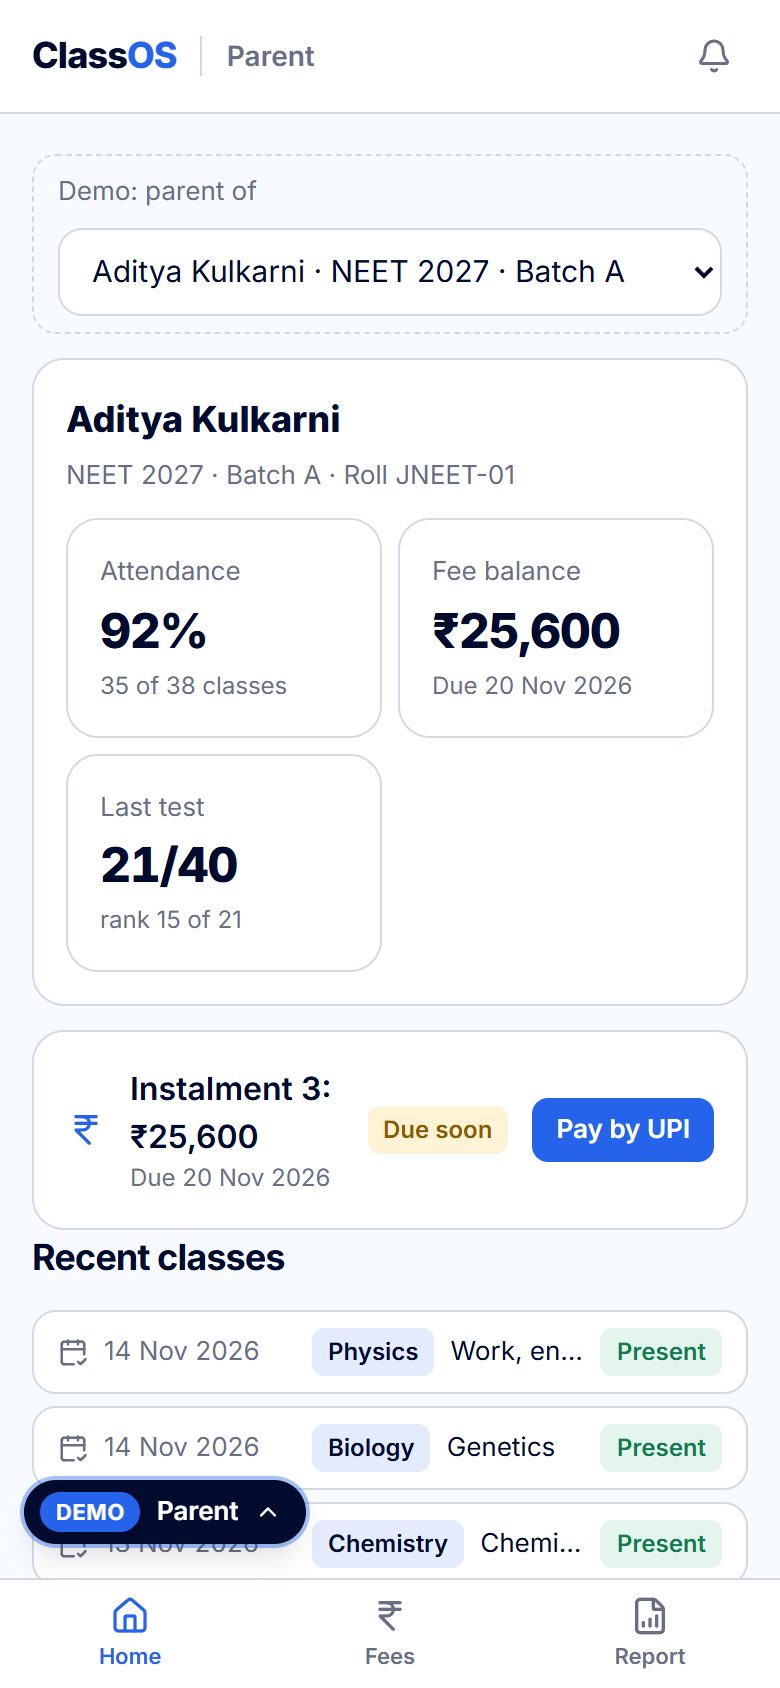 ClassOS Parent
Demo: parent of
Aditya Kulkarni · NEET 2027 · Batch A
Aditya Kulkarni
NEET 2027 · Batch A · Roll JNEET-01
Attendance
92%
35 of 38 classes
Fee balance
₹25,600
Due 20 Nov 2026
Last test
21/40
rank 15 of 21
₹
Instalment 3:
₹25,600
Due 20 Nov 2026
Due soon
Pay by UPI
Recent classes
14 Nov 2026 Physics Work, en... Present
14 Nov 2026 Biology Genetics Present
DEMO Parent
Chemistry Chemi... Present
Home
₹
Fees
Report